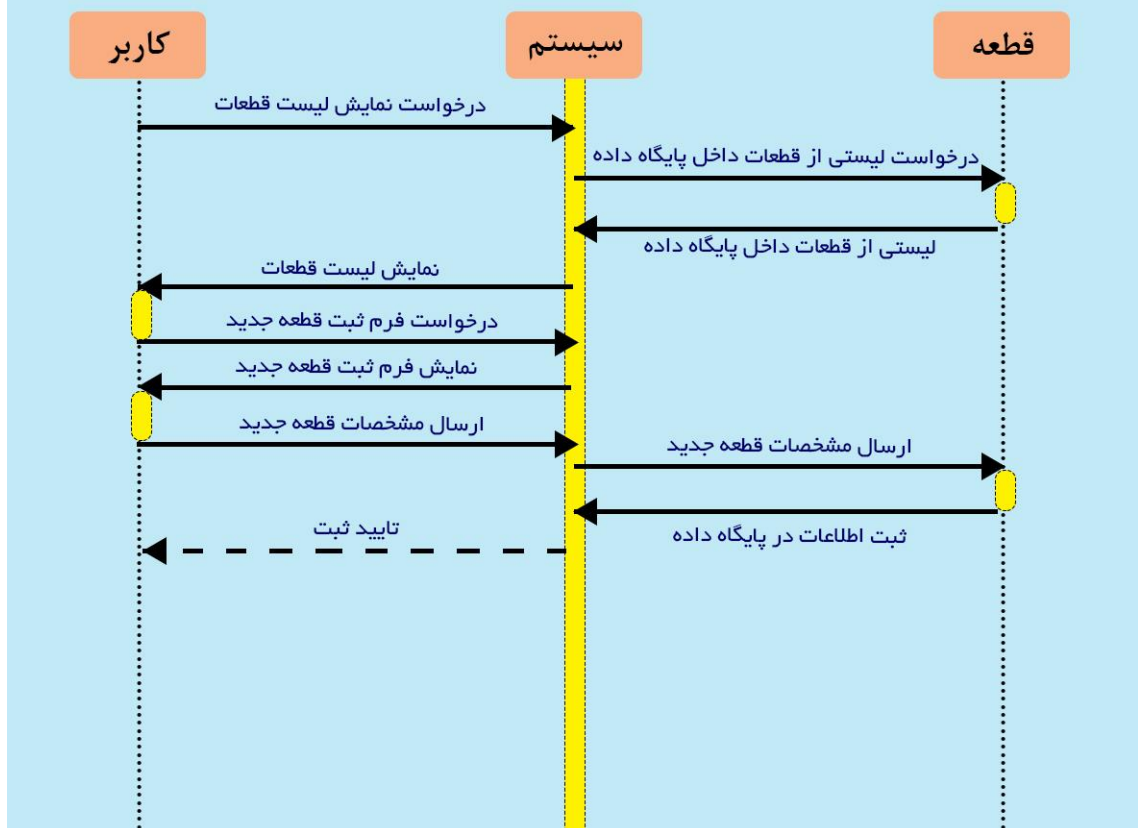 کاربر
سیستم
قطعه
درخواست نمایش لیست قطعات
درخواست لیستی از قطعات داخل پایگاه داده
لیستی از قطعات داخل پایگاه داده
نمایش لیست قطعات
درخواست فرم ثبت قطعه جدید
نمایش فرم ثبت قطعه جدید
ارسال مشخصات قطعه جدید
ارسال مشخصات قطعه جدید
ثبت اطلاعات در پایگاه داده
تایید ثبت